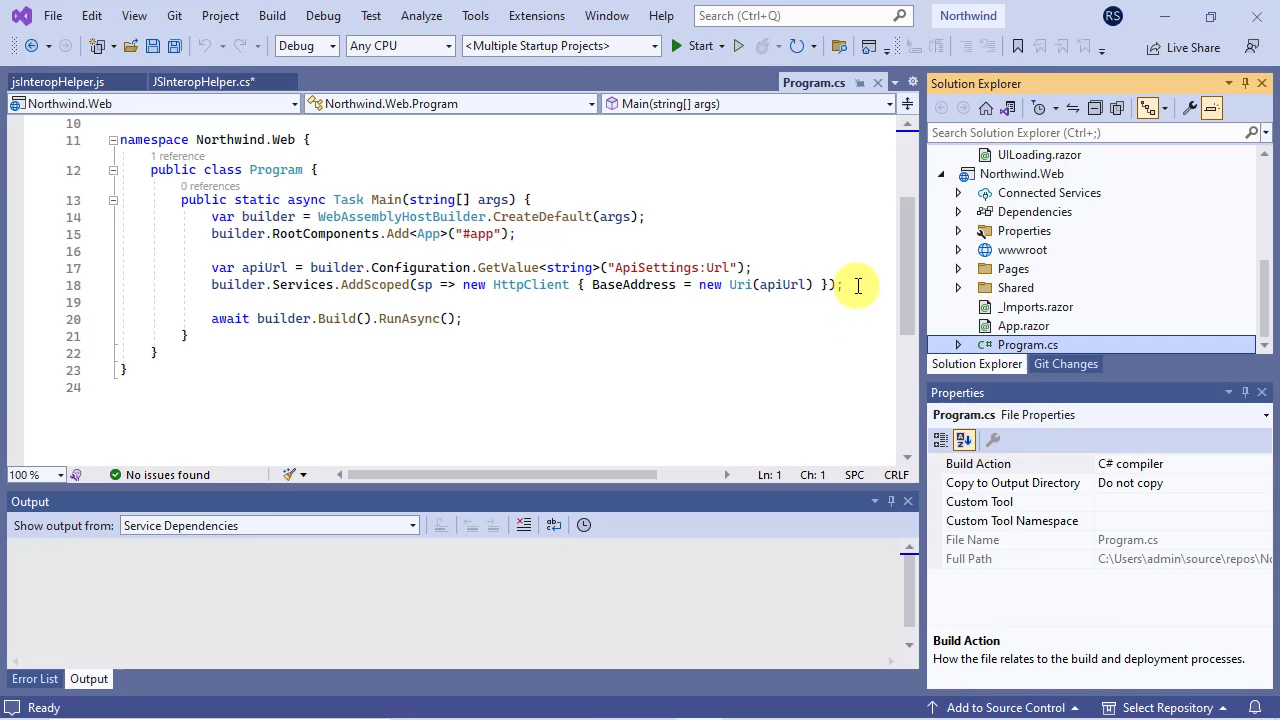 File Edit View Git Project Build Debug Test Analyze Tools Extensions Window Help Search (Ctrl+Q) Northwind RS
Debug Any CPU <Multiple Startup Projects> Start Live Share
jsInteropHelper.js JSInteropHelper.cs* Program.cs
Northwind.Web Northwind.Web.Program Main(string[] args)
10
11 namespace Northwind.Web {
1 reference
12 public class Program {
0 references
13 public static async Task Main(string[] args) {
14 var builder = WebAssemblyHostBuilder.CreateDefault(args);
15 builder.RootComponents.Add<App>("#app");
16
17 var apiUrl = builder.Configuration.GetValue<string>("ApiSettings:Url");
18 builder.Services.AddScoped(sp => new HttpClient { BaseAddress = new Uri(apiUrl) });
19
20 await builder.Build().RunAsync();
21 }
22 }
23 }
24
100 % No issues found Ln: 1 Ch: 1 SPC CRLF
Output
Show output from: Service Dependencies
Error List Output
Solution Explorer
Search Solution Explorer (Ctrl+;)
UILoading.razor
Northwind.Web
Connected Services
Dependencies
Properties
wwwroot
Pages
Shared
_Imports.razor
App.razor
C# Program.cs
Solution Explorer Git Changes
Properties
Program.cs File Properties
Build Action C# compiler
Copy to Output Directory Do not copy
Custom Tool
Custom Tool Namespace
File Name Program.cs
Full Path C:\Users\admin\source\repos\No
Build Action
How the file relates to the build and deployment processes.
Ready Add to Source Control Select Repository